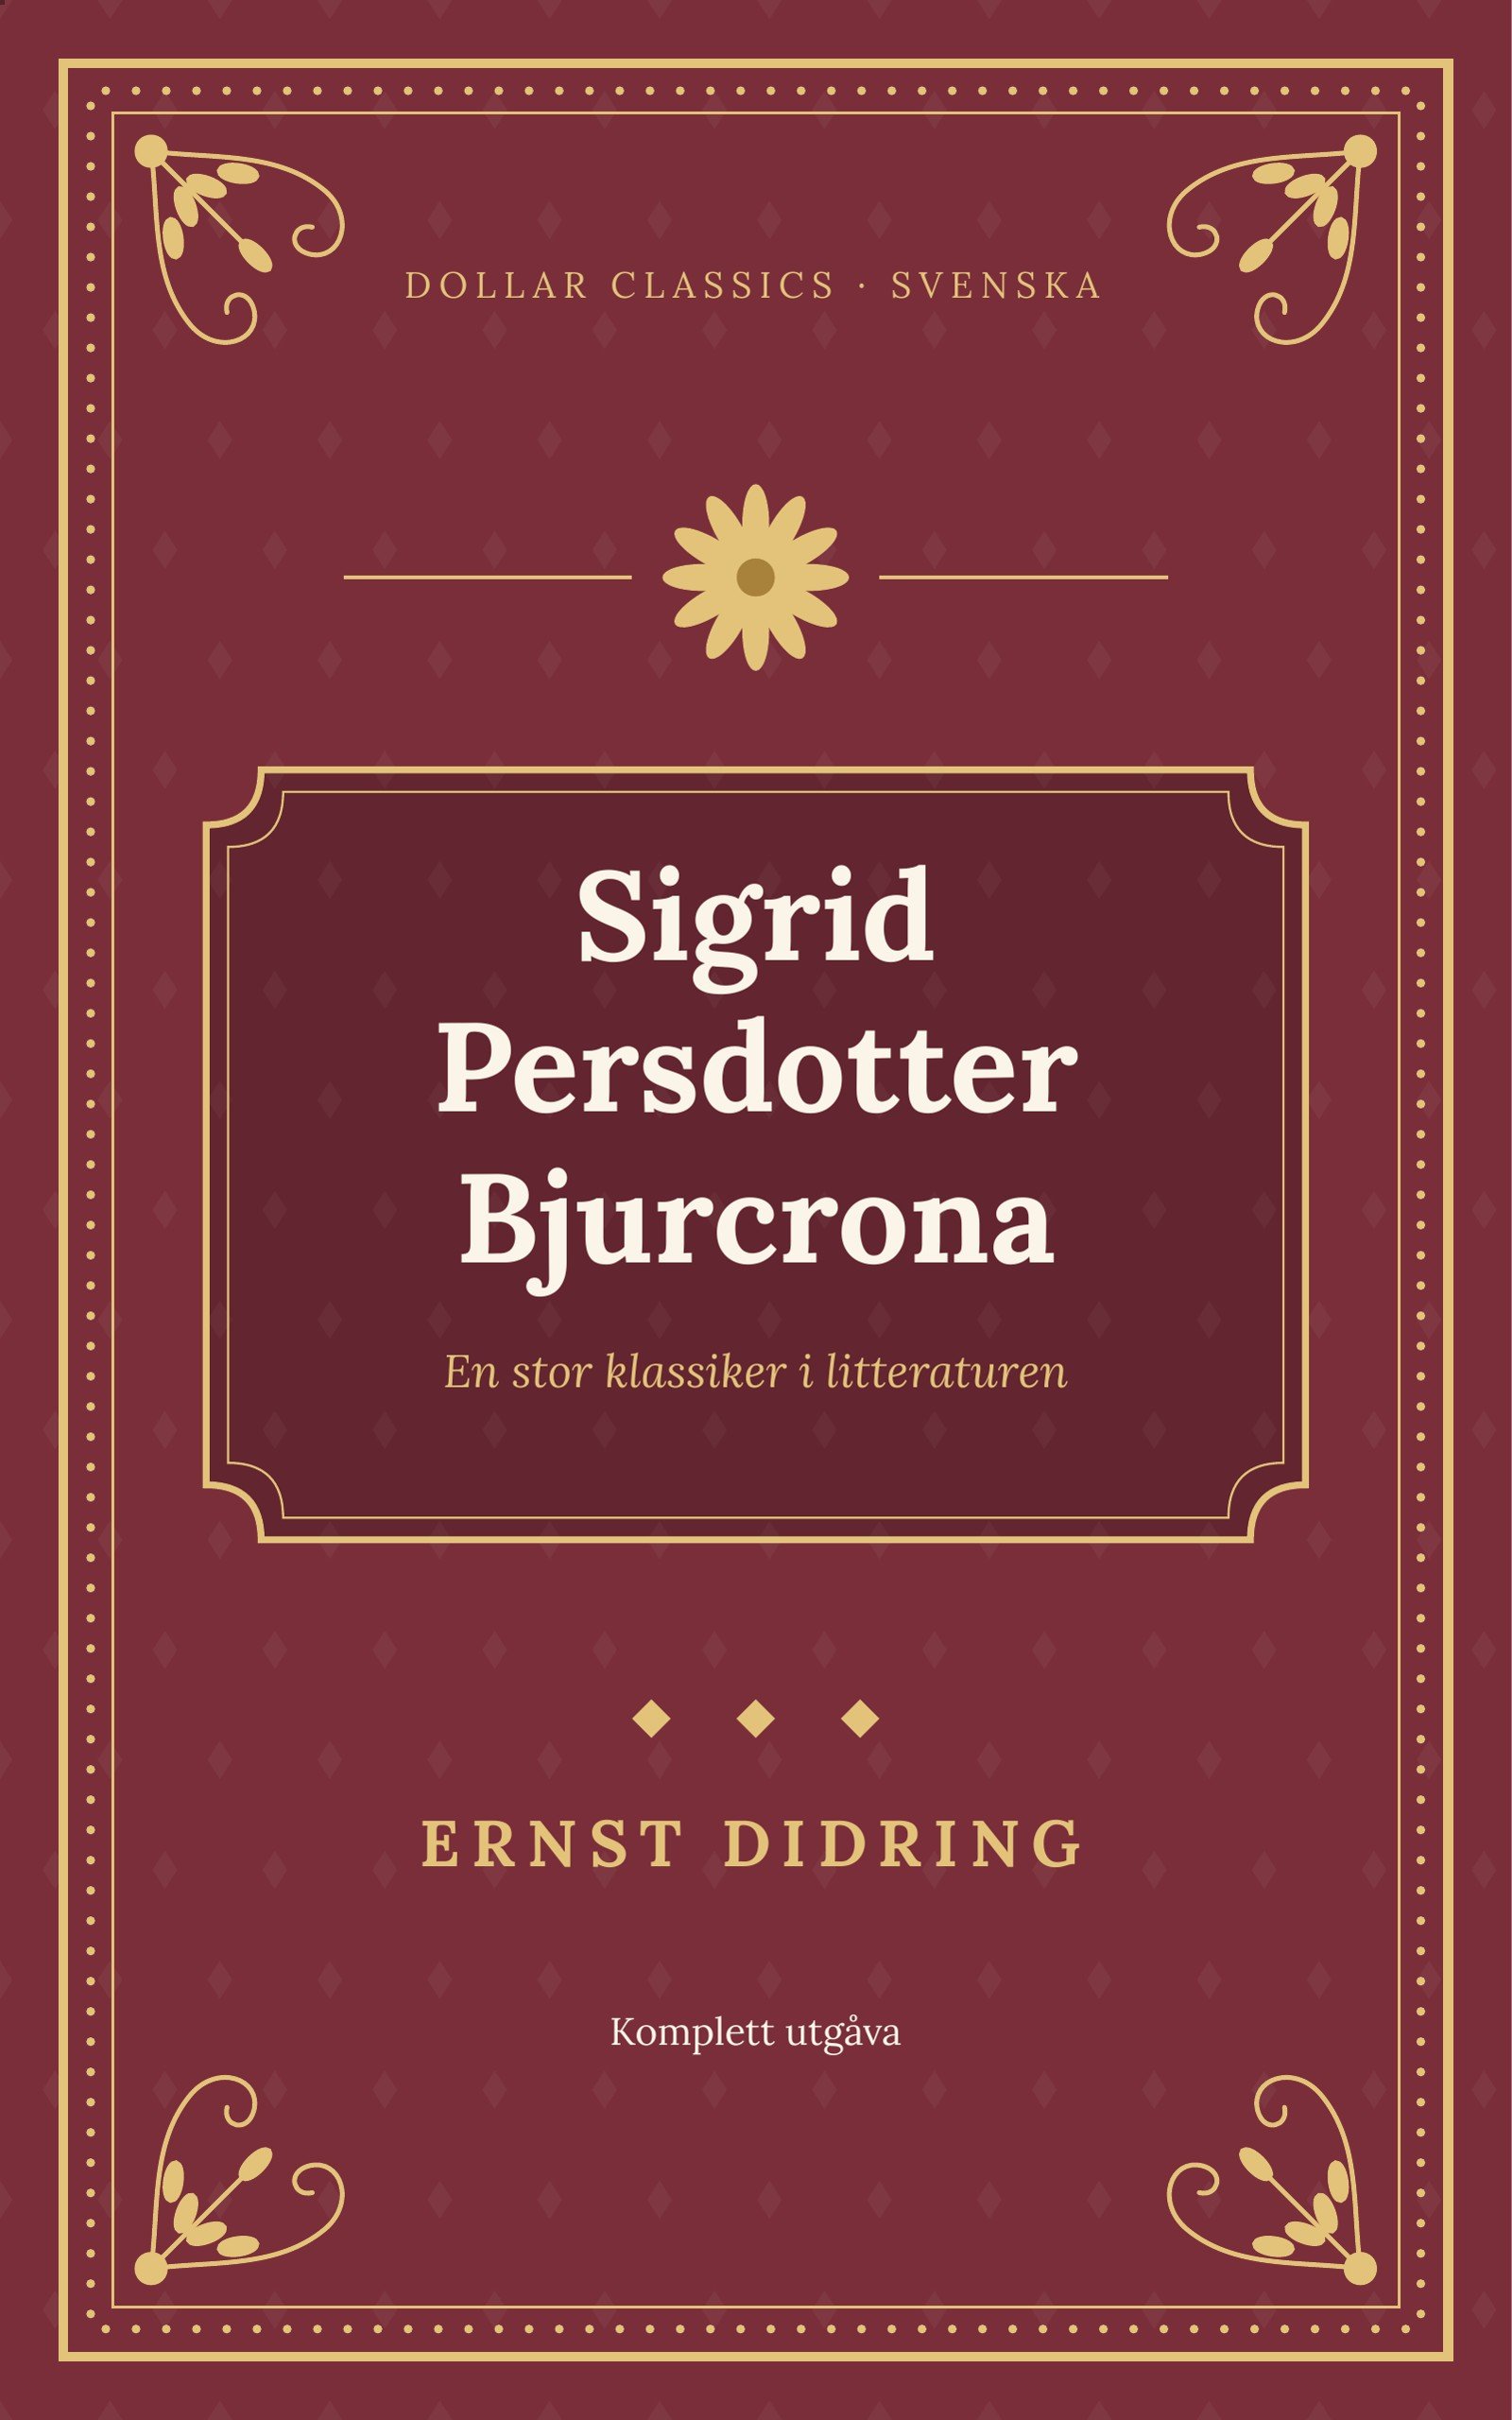 DOLLAR CLASSICS · SVENSKA
Sigrid
Persdotter
Bjurcrona
En stor klassiker i litteraturen
ERNST DIDRING
Komplett utgåva